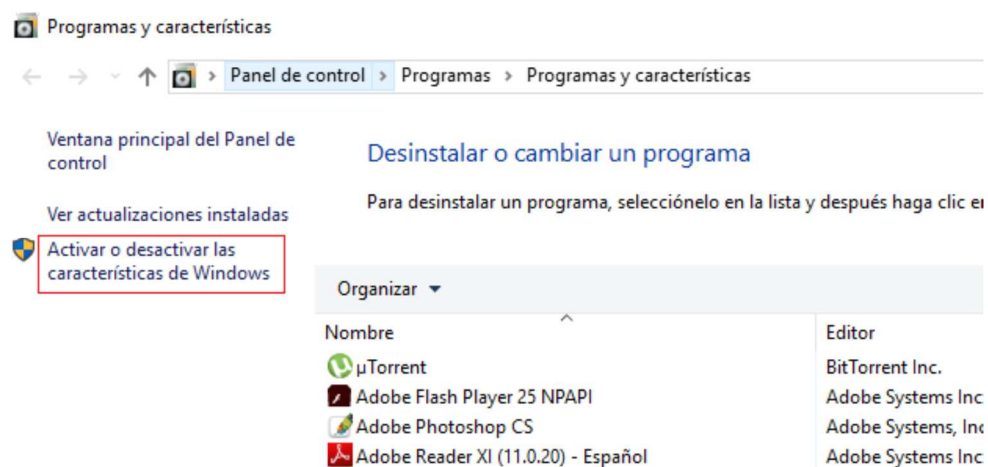 Programas y características
Panel de control > Programas > Programas y características
Ventana principal del Panel de
control
Ver actualizaciones instaladas
Activar o desactivar las
características de Windows
Desinstalar o cambiar un programa
Para desinstalar un programa, selecciónelo en la lista y después haga clic
Organizar
Nombre Editor
µTorrent BitTorrent Inc.
Adobe Flash Player 25 NPAPI Adobe Systems Inc
Adobe Photoshop CS Adobe Systems, Inc
Adobe Reader XI (11.0.20) - Español Adobe Systems Inc